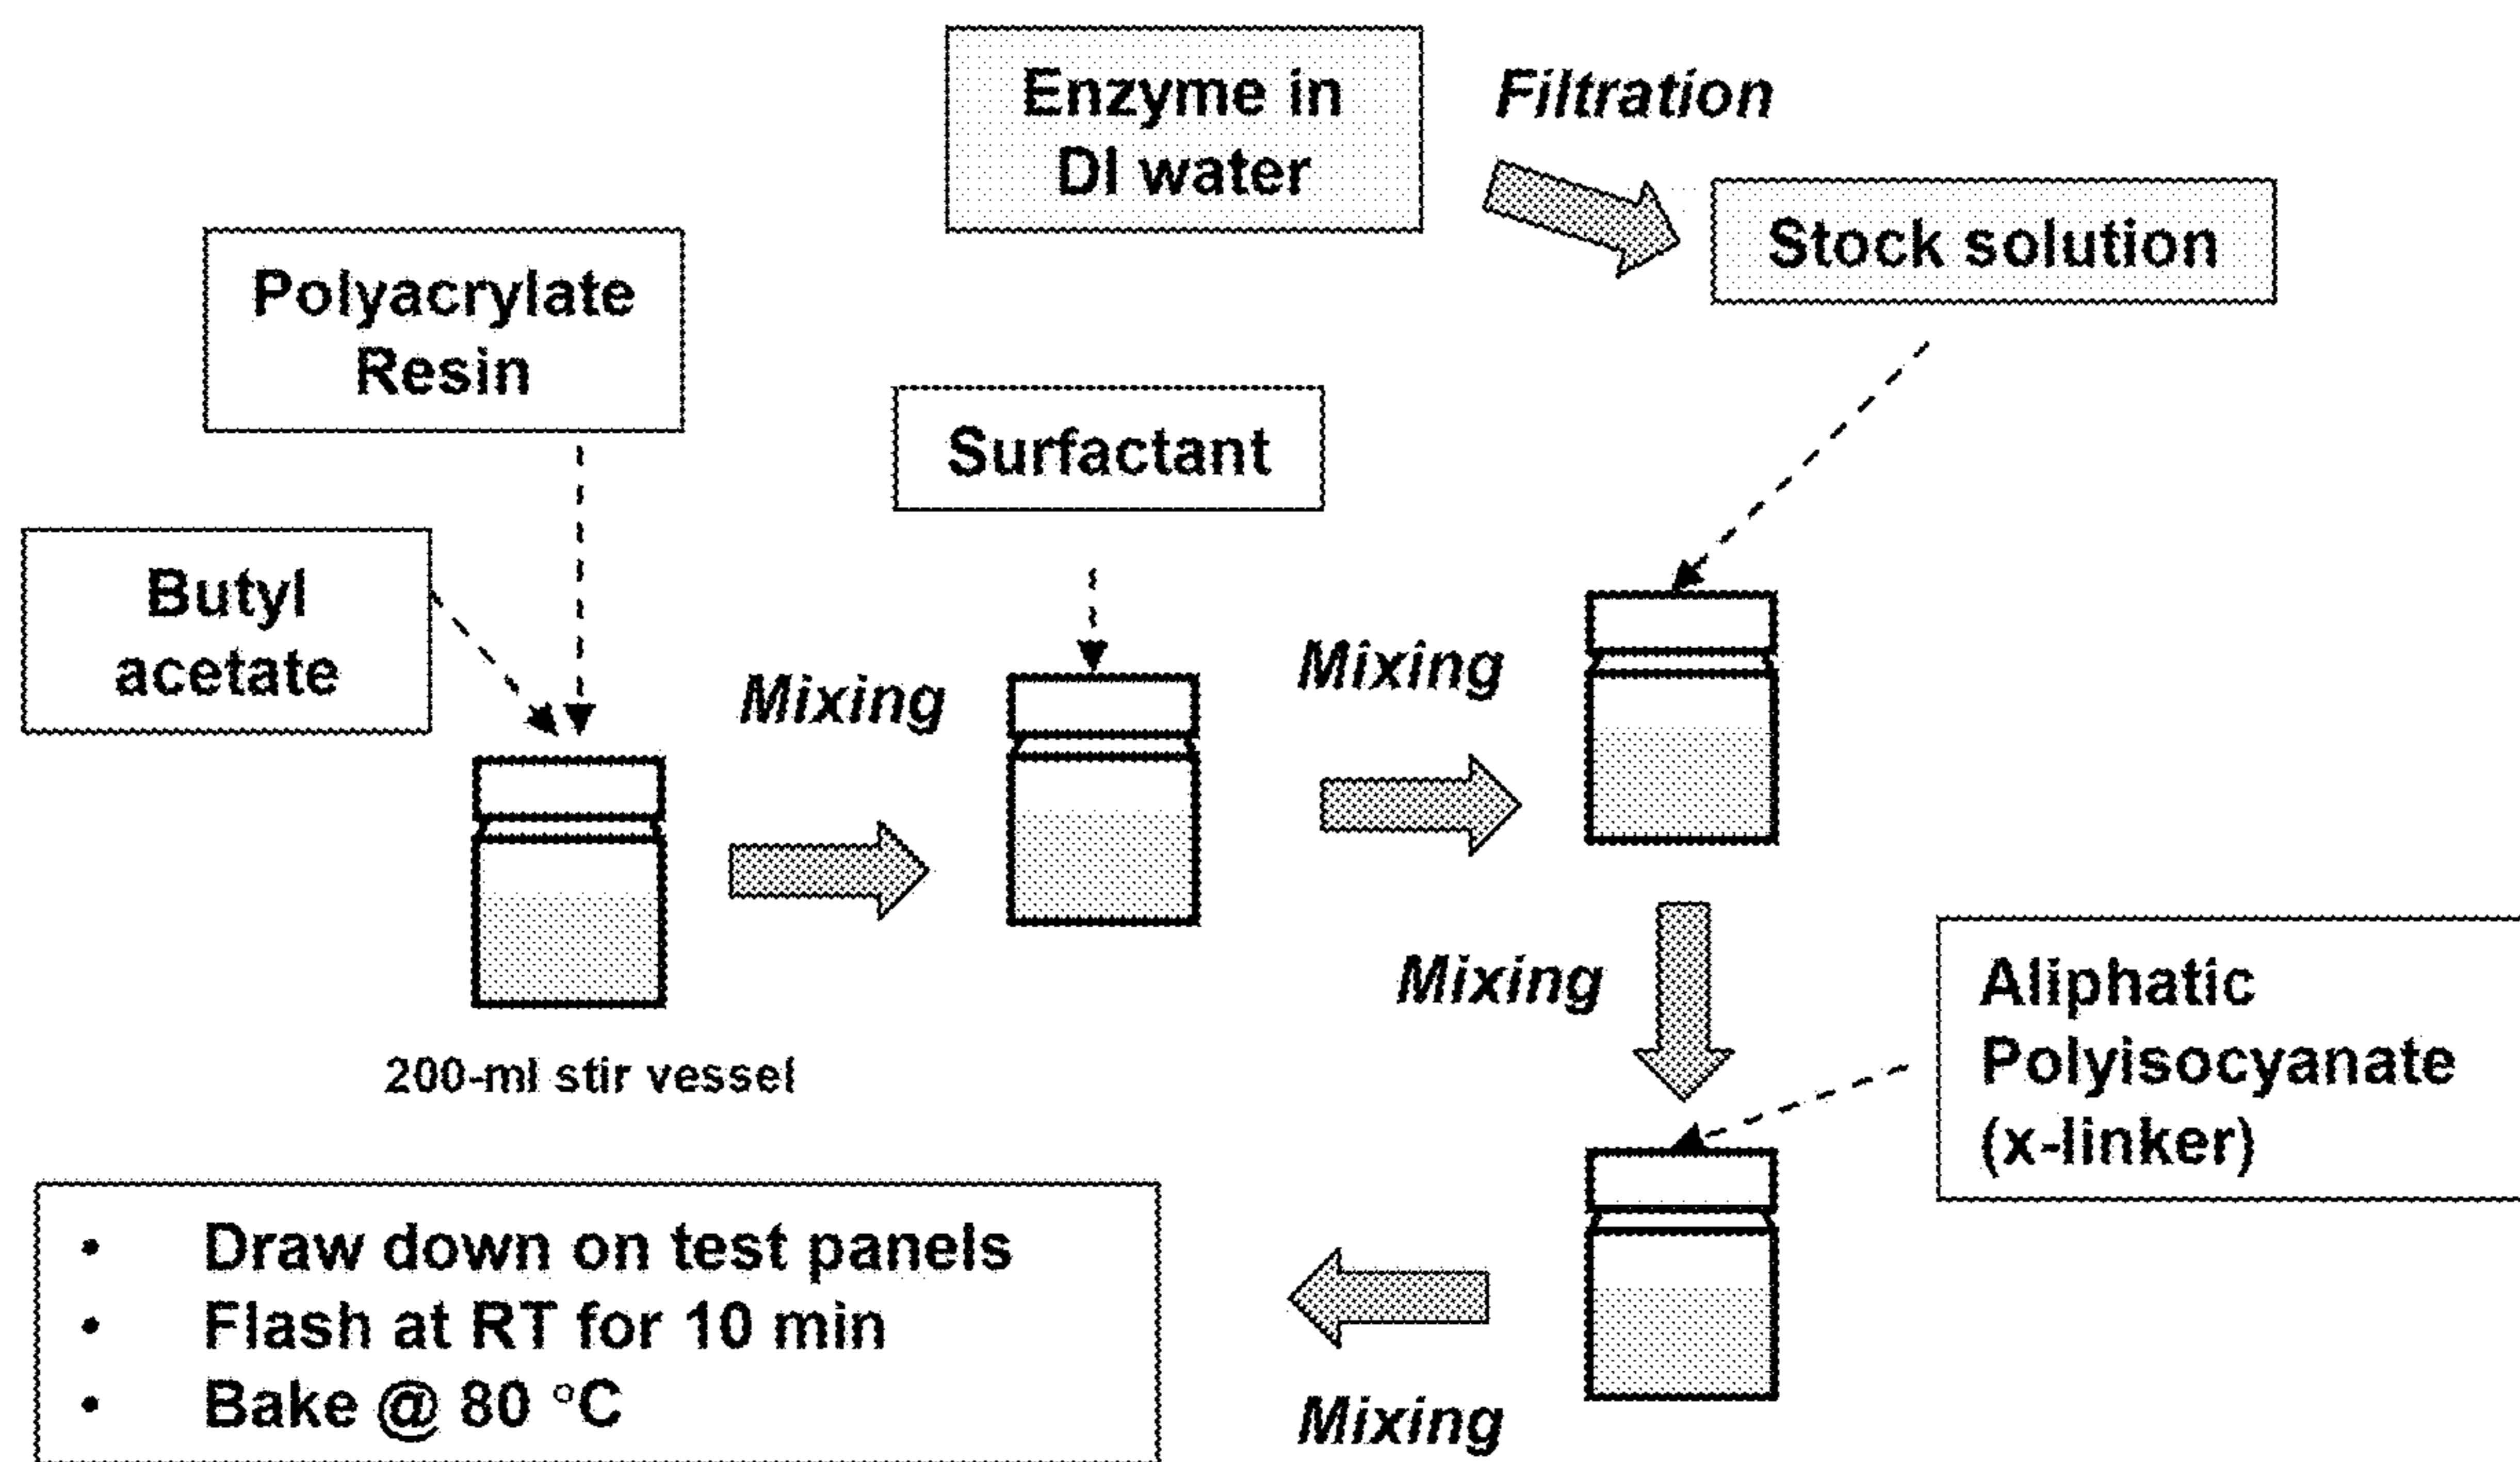 Enzyme in
DI water
Filtration
Stock solution
Polyacrylate
Resin
Surfactant
Butyl
acetate
Mixing
Mixing
200-ml stir vessel
Mixing
Aliphatic
Polyisocyanate
(x-linker)
• Draw down on test panels
• Flash at RT for 10 min
• Bake @ 80 °C
Mixing